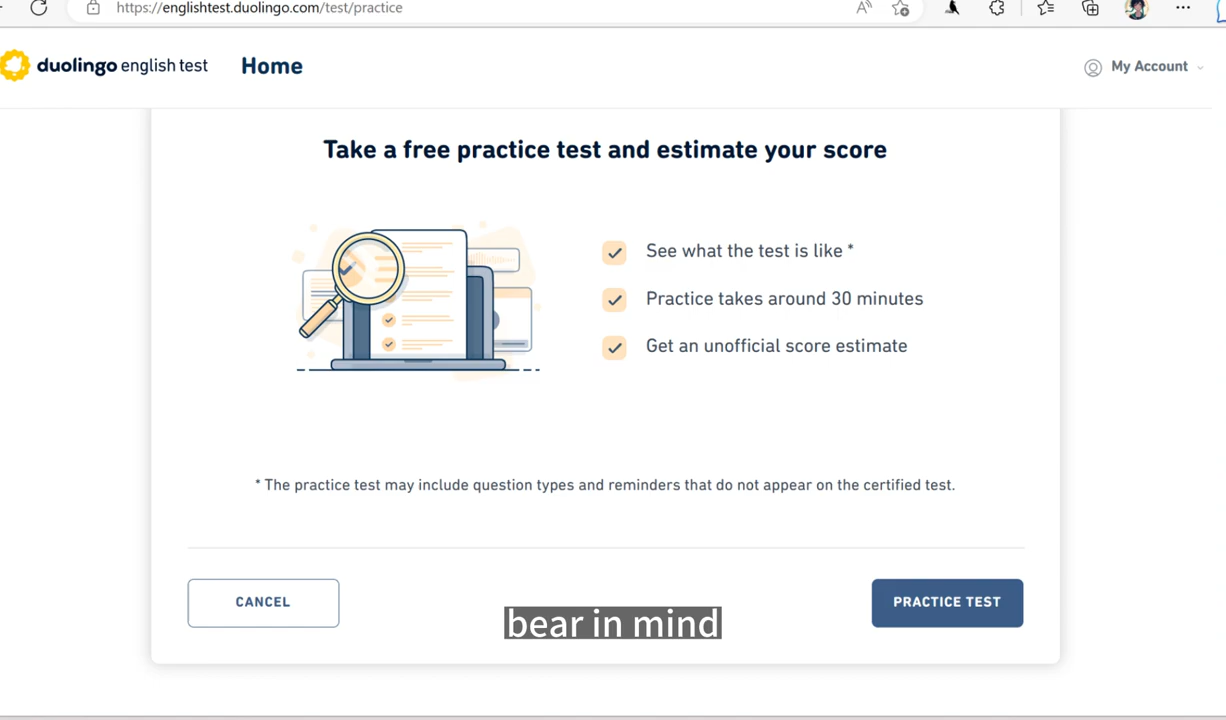 https://englishtest.duolingo.com/test/practice
duolingo english test
Home
My Account
Take a free practice test and estimate your score
See what the test is like *
Practice takes around 30 minutes
Get an unofficial score estimate
* The practice test may include question types and reminders that do not appear on the certified test.
CANCEL
PRACTICE TEST
bear in mind